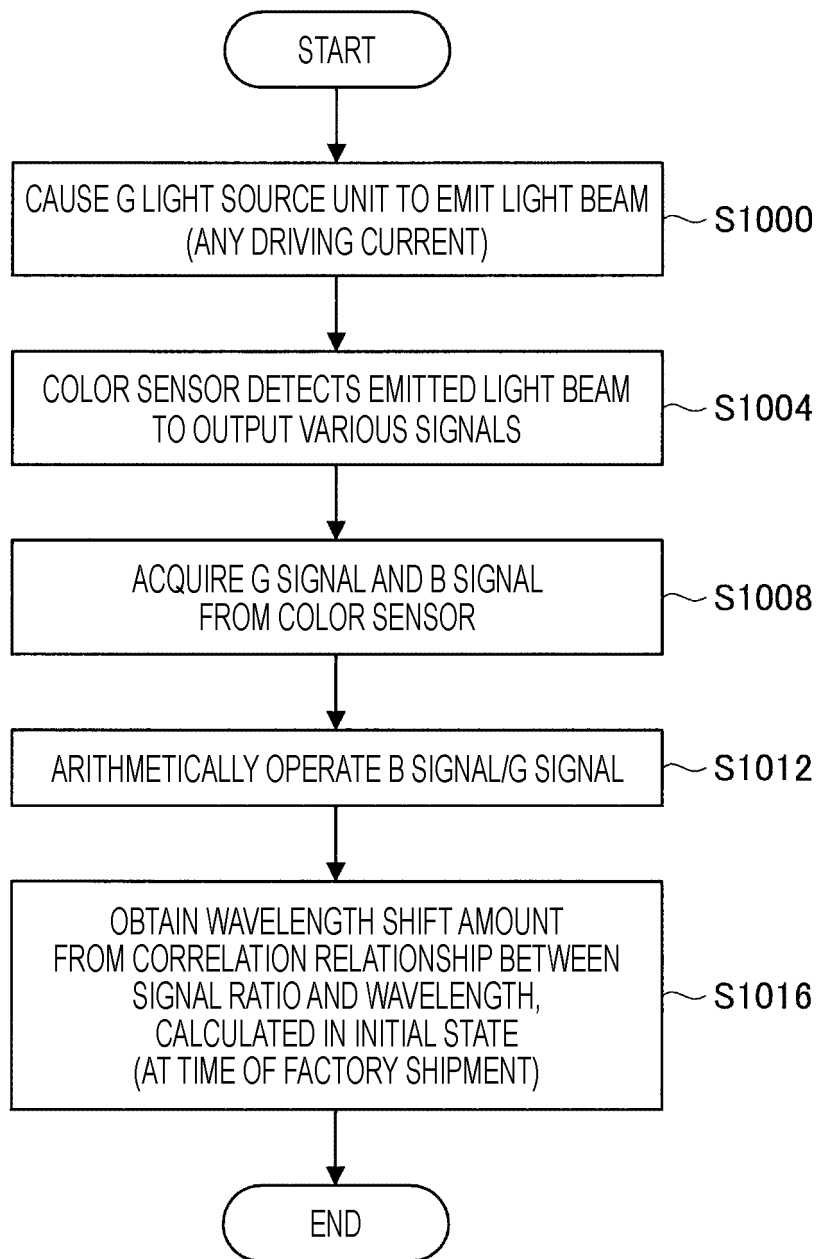 START
CAUSE G LIGHT SOURCE UNIT TO EMIT LIGHT BEAM
(ANY DRIVING CURRENT)
S1000
COLOR SENSOR DETECTS EMITTED LIGHT BEAM
TO OUTPUT VARIOUS SIGNALS
S1004
ACQUIRE G SIGNAL AND B SIGNAL
FROM COLOR SENSOR
S1008
ARITHMETICALLY OPERATE B SIGNAL/G SIGNAL
S1012
OBTAIN WAVELENGTH SHIFT AMOUNT
FROM CORRELATION RELATIONSHIP BETWEEN
SIGNAL RATIO AND WAVELENGTH,
CALCULATED IN INITIAL STATE
(AT TIME OF FACTORY SHIPMENT)
S1016
END